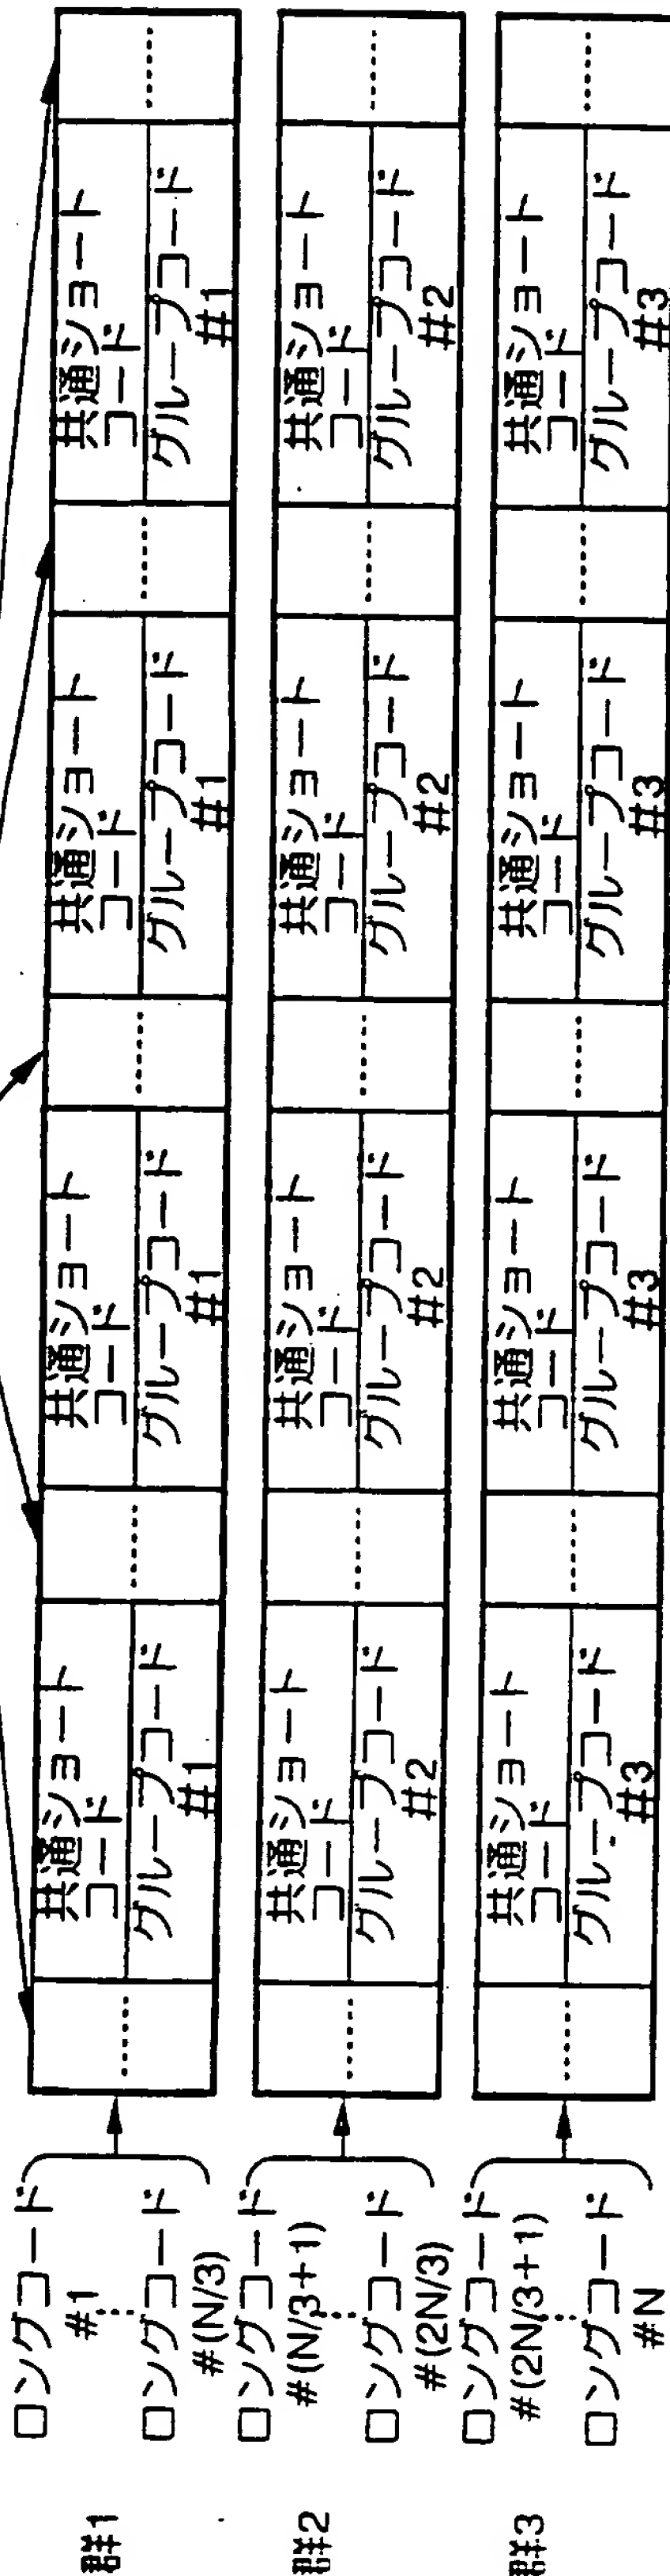 群1
ロングコード
#1
ロングコード
#(N/3)
共通ショート
コード
グループコード
#1
共通ショート
コード
グループコード
#1
共通ショート
コード
グループコード
#1
共通ショート
コード
グループコード
#1
群2
ロングコード
#(N/3+1)
ロングコード
#(2N/3)
共通ショート
コード
グループコード
#2
共通ショート
コード
グループコード
#2
共通ショート
コード
グループコード
#2
共通ショート
コード
グループコード
#2
群3
ロングコード
#(2N/3+1)
ロングコード
#N
共通ショート
コード
グループコード
#3
共通ショート
コード
グループコード
#3
共通ショート
コード
グループコード
#3
共通ショート
コード
グループコード
#3